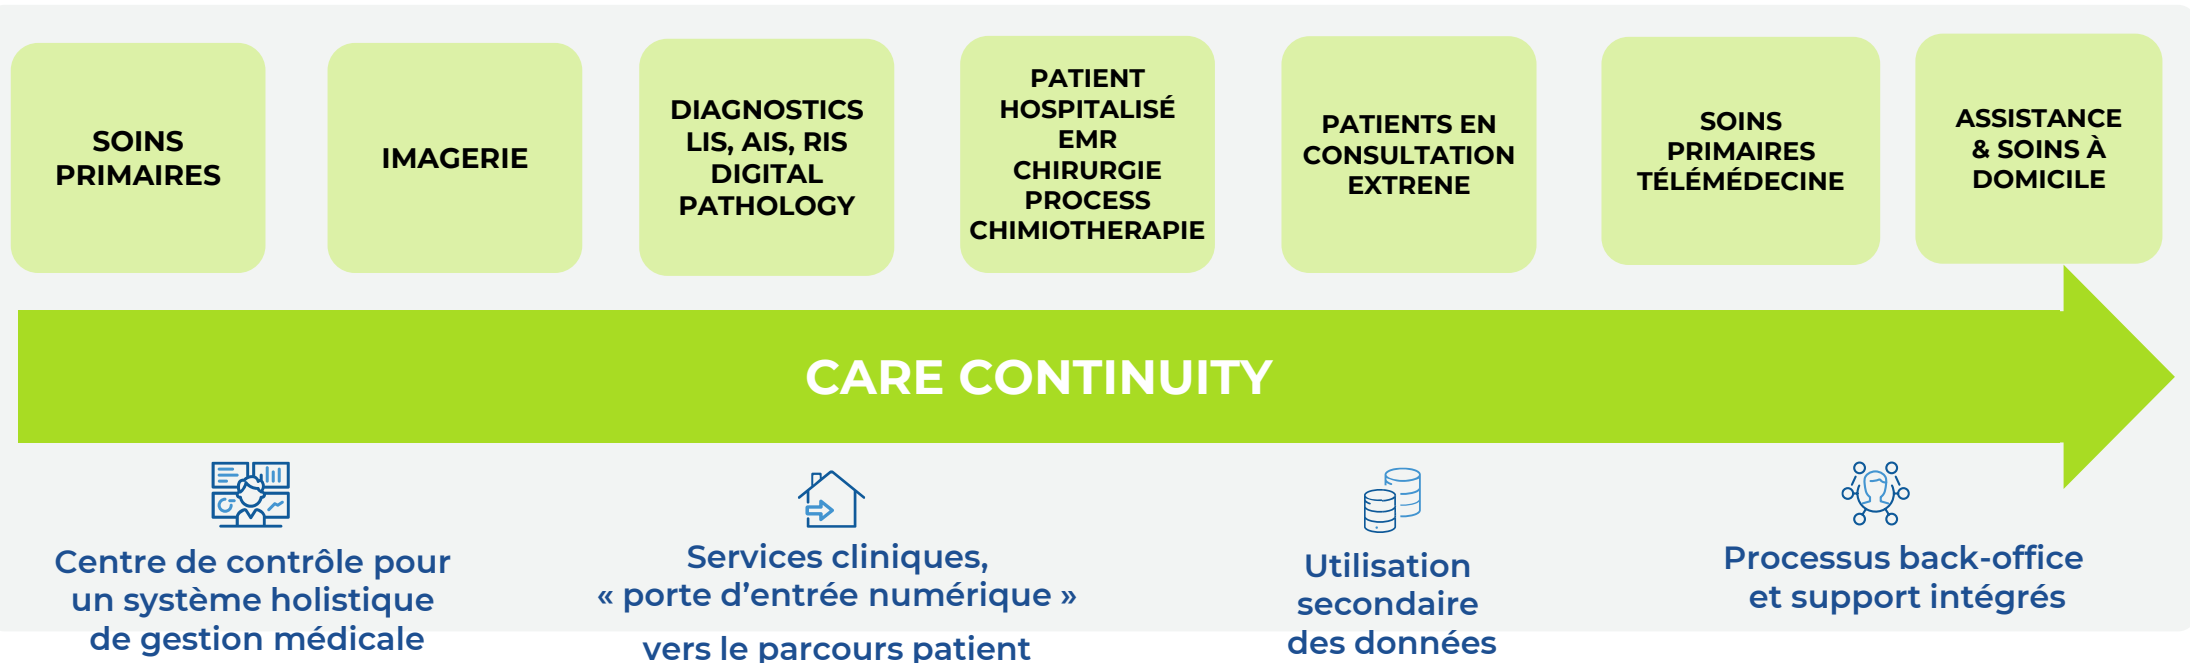 SOINS
PRIMAIRES
IMAGERIE
DIAGNOSTICS
LIS, AIS, RIS
DIGITAL
PATHOLOGY
PATIENT
HOSPITALISÉ
EMR
CHIRURGIE
PROCESS
CHIMIOTHERAPIE
PATIENTS EN
CONSULTATION
EXTRENE
SOINS
PRIMAIRES
TÉLÉMÉDECINE
ASSISTANCE
& SOINS À
DOMICILE
CARE CONTINUITY
Centre de contrôle pour
un système holistique
de gestion médicale
Services cliniques,
« porte d’entrée numérique »
vers le parcours patient
Utilisation
secondaire
des données
Processus back-office
et support intégrés